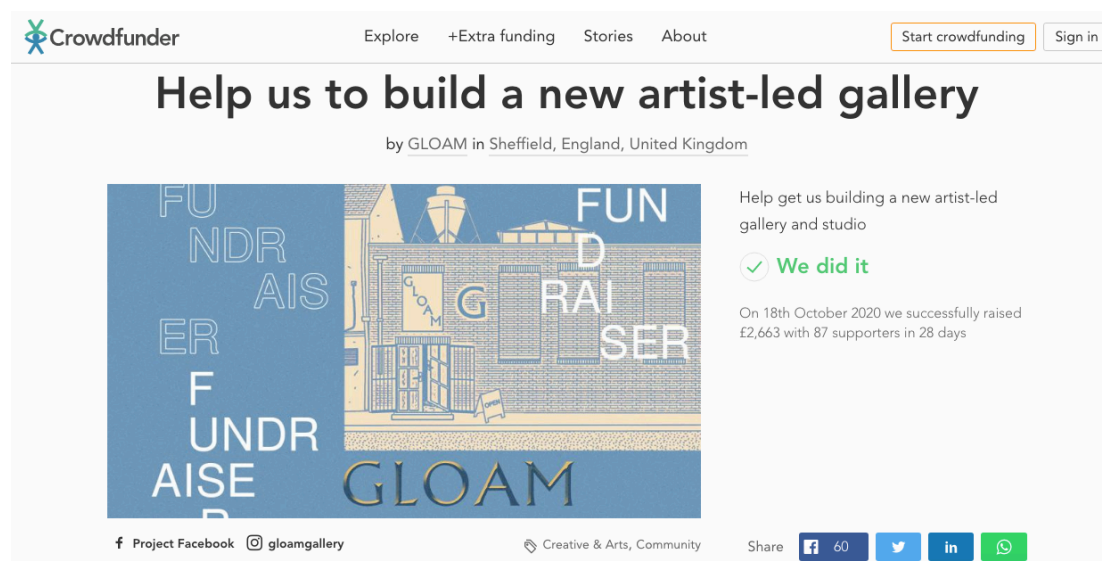 Crowdfunder
Explore +Extra funding Stories About
Start crowdfunding Sign in
Help us to build a new artist-led gallery
by GLOAM in Sheffield, England, United Kingdom
FU
NDR
AIS
ER
F
UNDR
AISE
R
GLOAM
G
OPEN
FUN
D
RAI
SER
GLOAM
Help get us building a new artist-led
gallery and studio
We did it
On 18th October 2020 we successfully raised
£2,663 with 87 supporters in 28 days
Project Facebook gloamgallery
Creative & Arts, Community
Share 60
in